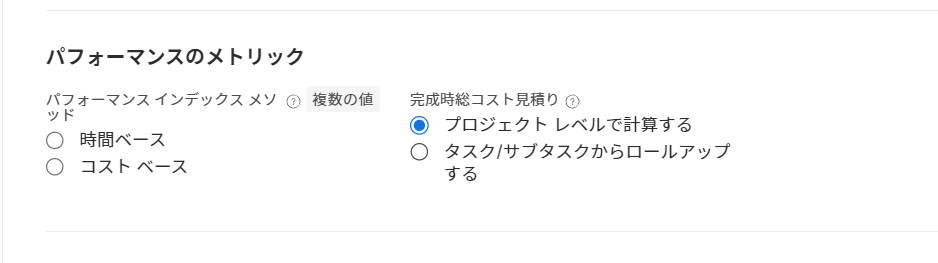 パフォーマンスのメトリック
パフォーマンス インデックス メソ
ッド
複数の値
時間ベース
コスト ベース
完成時総コスト見積り
プロジェクト レベルで計算する
タスク/サブタスクからロールアップ
する